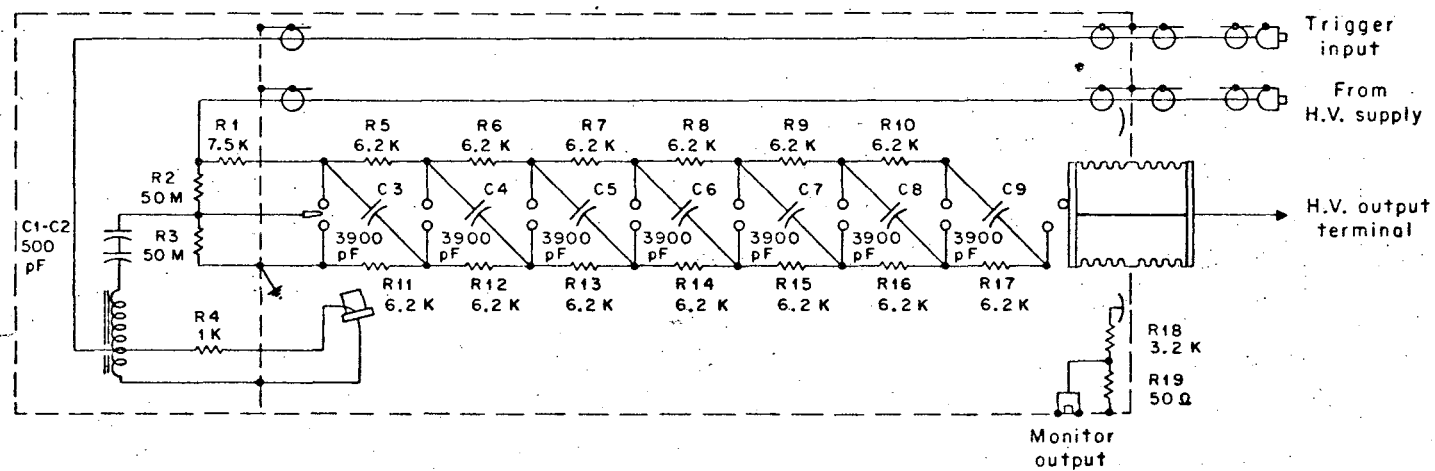 Trigger
input
From
H.V. supply
R1
7.5 K
R5
6.2 K
R6
6.2 K
R7
6.2 K
R8
6.2 K
R9
6.2 K
R10
6.2 K
R2
50 M
C3
C4
C5
C6
C7
C8
C9
C1-C2
500
pF
R3
50 M
3900
pF
3900
pF
3900
pF
3900
pF
3900
pF
3900
pF
3900
pF
H.V. output
terminal
R11
6.2 K
R12
6.2 K
R13
6.2 K
R14
6.2 K
R15
6.2 K
R16
6.2 K
R17
6.2 K
R4
1K
R18
3.2 K
R19
50 Ω
Monitor
output